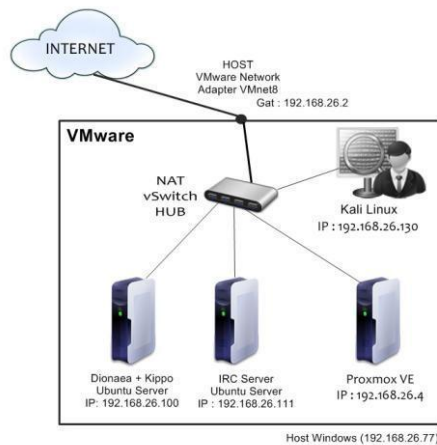 INTERNET
HOST
VMware Network
Adapter VMnet8
Gat : 192.168.26.2
VMware
NAT
vSwitch
HUB
Kali Linux
IP : 192.168.26.130
Dionaea + Kippo
Ubuntu Server
IP: 192.168.26.100
IRC Server
Ubuntu Server
IP : 192.168.26.111
Proxmox VE
IP : 192.168.26.4
Host Windows (192.168.26.77)